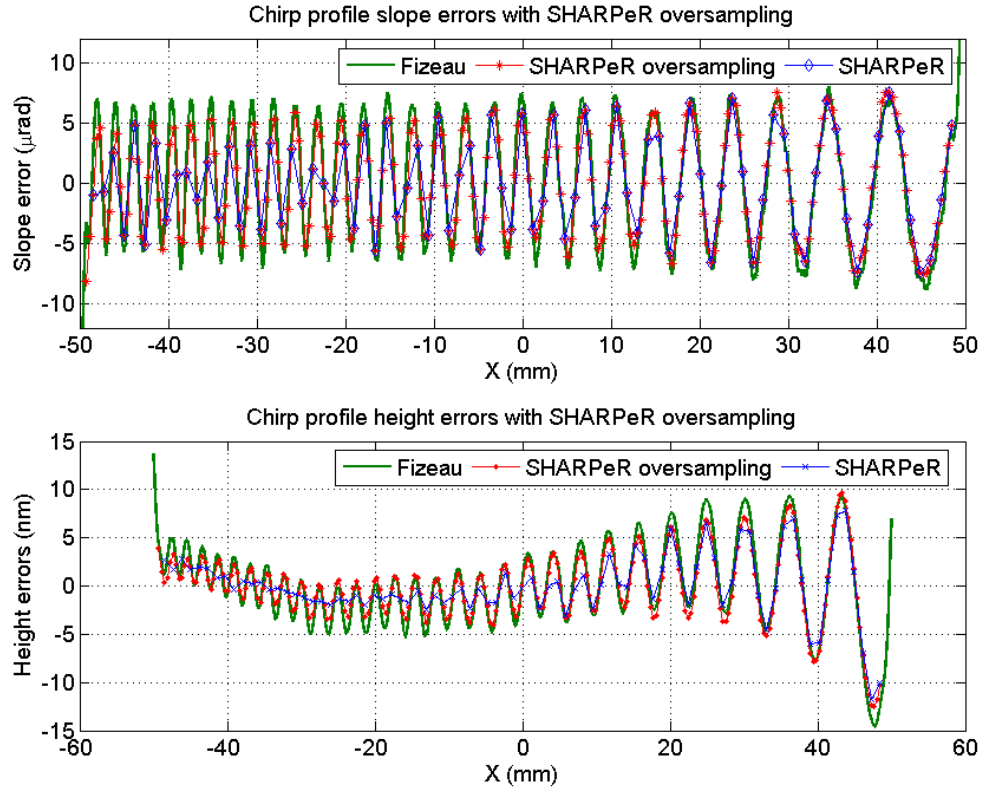 Chirp profile slope errors with SHARPeR oversampling
Fizeau SHARPeR oversampling SHARPeR
Slope error (μrad)
10
5
0
-5
-10
-50 -40 -30 -20 -10 0 10 20 30 40 50
X (mm)
Chirp profile height errors with SHARPeR oversampling
Fizeau SHARPeR oversampling SHARPeR
Height errors (nm)
15
10
5
0
-5
-10
-15
-60 -40 -20 0 20 40 60
X (mm)